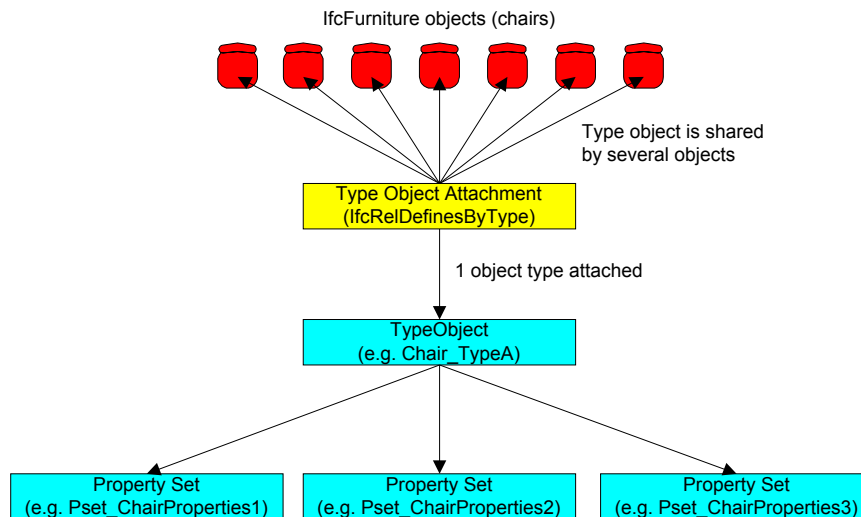 IfcFurniture objects (chairs)
Type object is shared
by several objects
Type Object Attachment
(IfcRelDefinesByType)
1 object type attached
TypeObject
(e.g. Chair_TypeA)
Property Set
(e.g. Pset_ChairProperties1)
Property Set
(e.g. Pset_ChairProperties2)
Property Set
(e.g. Pset_ChairProperties3)